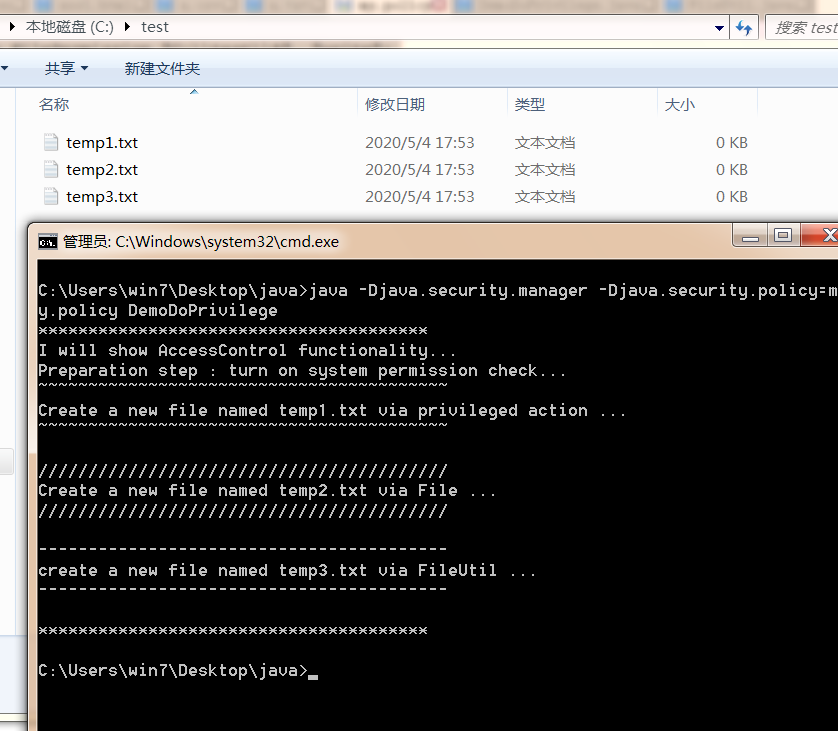 本地磁盘 (C:) test
搜索 test
共享 新建文件夹
名称 修改日期 类型 大小
temp1.txt 2020/5/4 17:53 文本文档 0 KB
temp2.txt 2020/5/4 17:53 文本文档 0 KB
temp3.txt 2020/5/4 17:53 文本文档 0 KB
管理员: C:\Windows\system32\cmd.exe
C:\Users\win7\Desktop\java>java -Djava.security.manager -Djava.security.policy=m
y.policy DemoDoPrivilege
***************************************
I will show AccessControl functionality...
Preparation step : turn on system permission check...
~~~~~~~~~~~~~~~~~~~~~~~~~~~~~~~~~~~~~~~~~
Create a new file named temp1.txt via privileged action ...
~~~~~~~~~~~~~~~~~~~~~~~~~~~~~~~~~~~~~~~~~
/////////////////////////////////////////
Create a new file named temp2.txt via File ...
/////////////////////////////////////////
-----------------------------------------
create a new file named temp3.txt via FileUtil ...
-----------------------------------------
***************************************
C:\Users\win7\Desktop\java>_